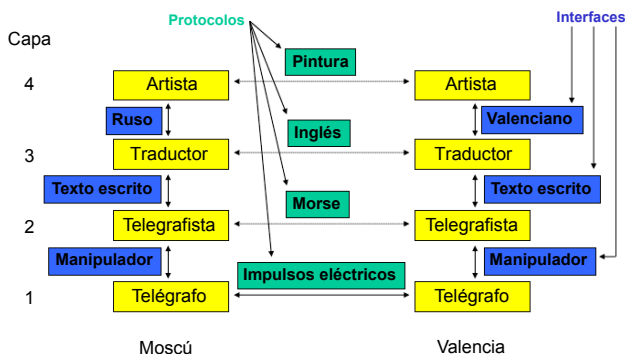 Protocolos
Interfaces
Capa
Pintura
4
Artista
Artista
Ruso
Inglés
Valenciano
3
Traductor
Traductor
Texto escrito
Morse
Texto escrito
2
Telegrafista
Telegrafista
Manipulador
Impulsos eléctricos
Manipulador
1
Telégrafo
Telégrafo
Moscú
Valencia